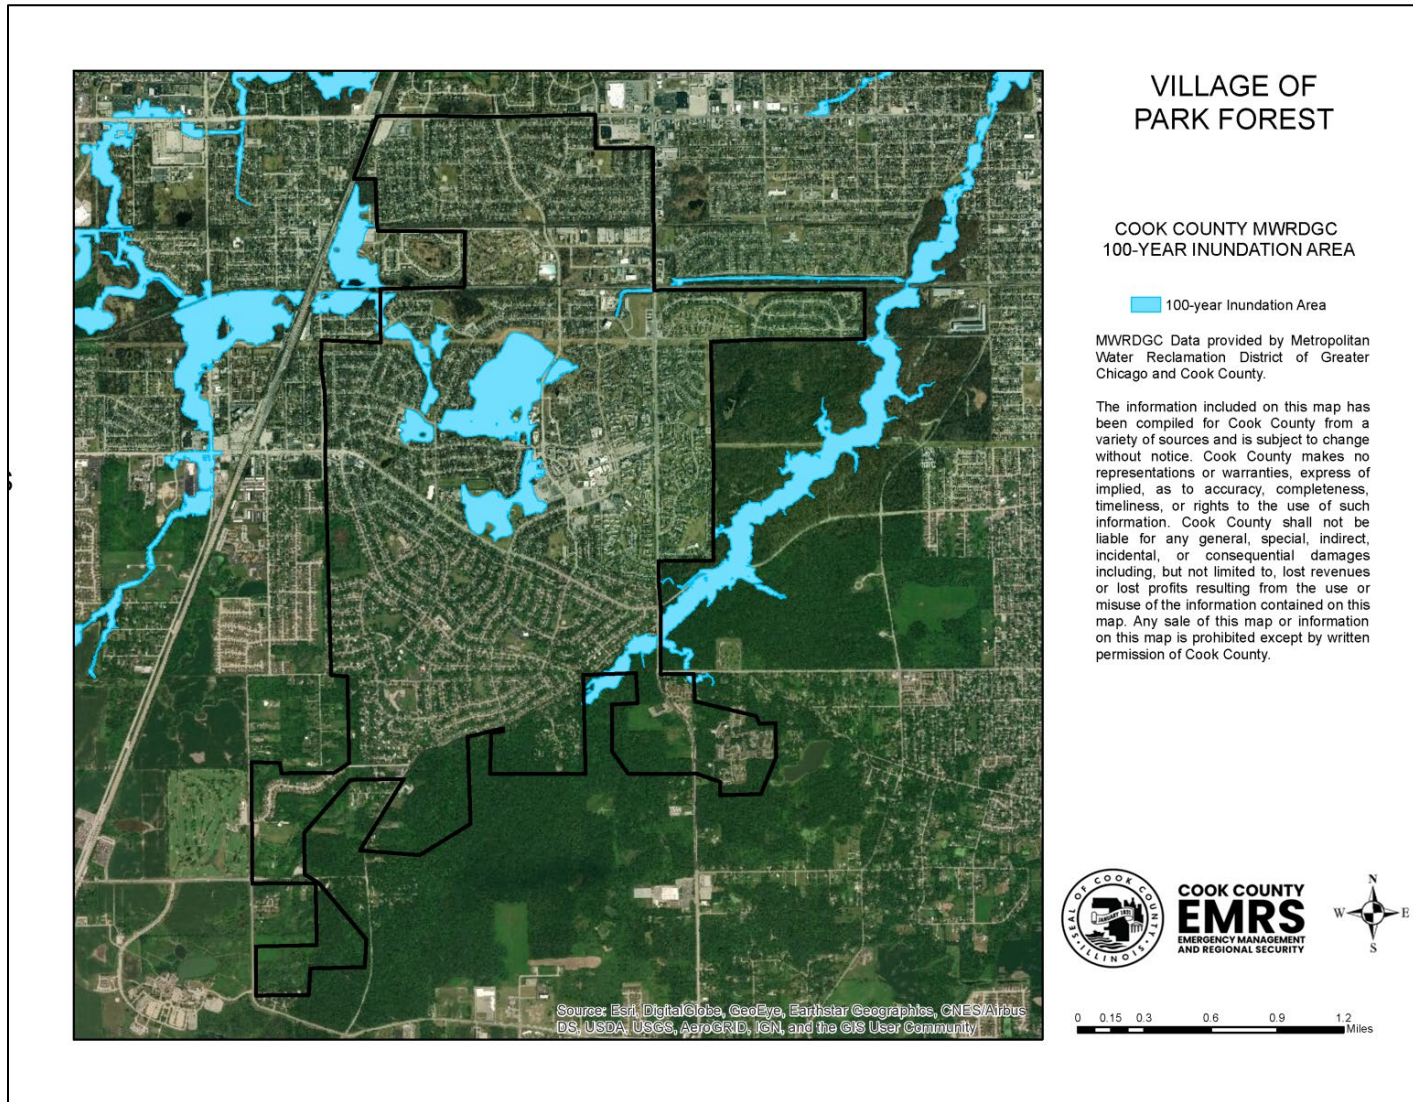 VILLAGE OF
PARK FOREST
COOK COUNTY MWRDGC
100-YEAR INUNDATION AREA
100-year Inundation Area
MWRDGC Data provided by Metropolitan
Water Reclamation District of Greater
Chicago and Cook County.
The information included on this map has
been compiled for Cook County from a
variety of sources and is subject to change
without notice. Cook County makes no
representations or warranties, express of
implied, as to accuracy, completeness,
timeliness, or rights to the use of such
information. Cook County shall not be
liable for any general, special, indirect,
incidental, or consequential damages
including, but not limited to, lost revenues
or lost profits resulting from the use or
misuse of the information contained on this
map. Any sale of this map or information
on this map is prohibited except by written
permission of Cook County.
SEAL OF COOK COUNTY
JANUARY 1831
ILLINOIS
COOK COUNTY
EMRS
EMERGENCY MANAGEMENT
AND REGIONAL SECURITY
N
W E
S
Source: Esri, DigitalGlobe, GeoEye, Earthstar Geographics, CNES/Airbus
DS, USDA, USGS, AeroGRID, IGN, and the GIS User Community
0 0.15 0.3 0.6 0.9 1.2
Miles